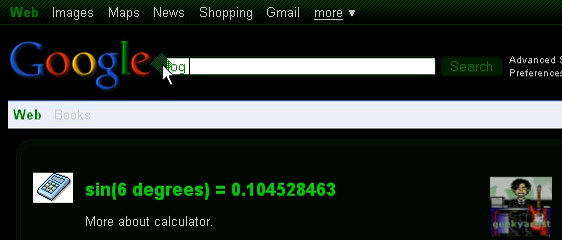 Web Images Maps News Shopping Gmail more ▼
Google
Search
Advanced
Preferences
Web Books
sin(6 degrees) = 0.104528463
More about calculator.